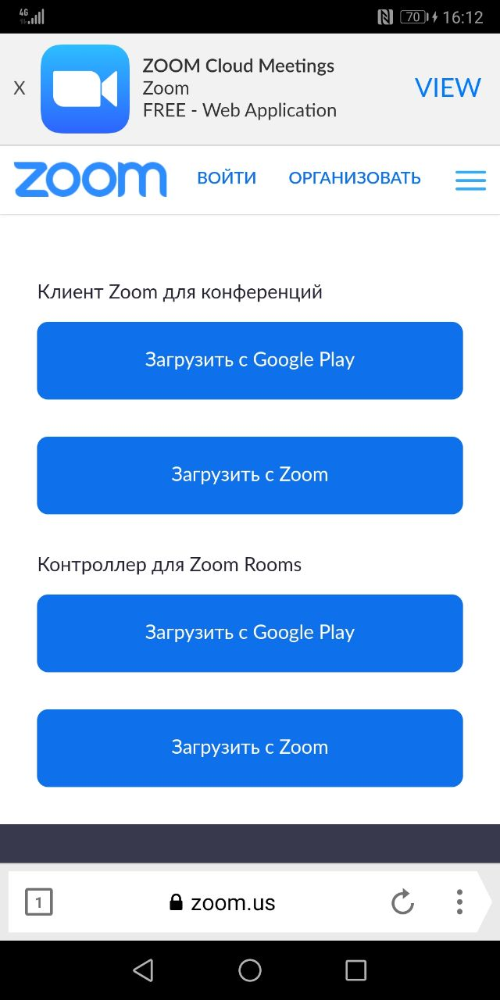 4G
70
16:12
X
ZOOM Cloud Meetings
Zoom
FREE - Web Application
VIEW
zoom
ВОЙТИ
ОРГАНИЗОВАТЬ
Клиент Zoom для конференций
Загрузить с Google Play
Загрузить с Zoom
Контроллер для Zoom Rooms
Загрузить с Google Play
Загрузить с Zoom
1
zoom.us